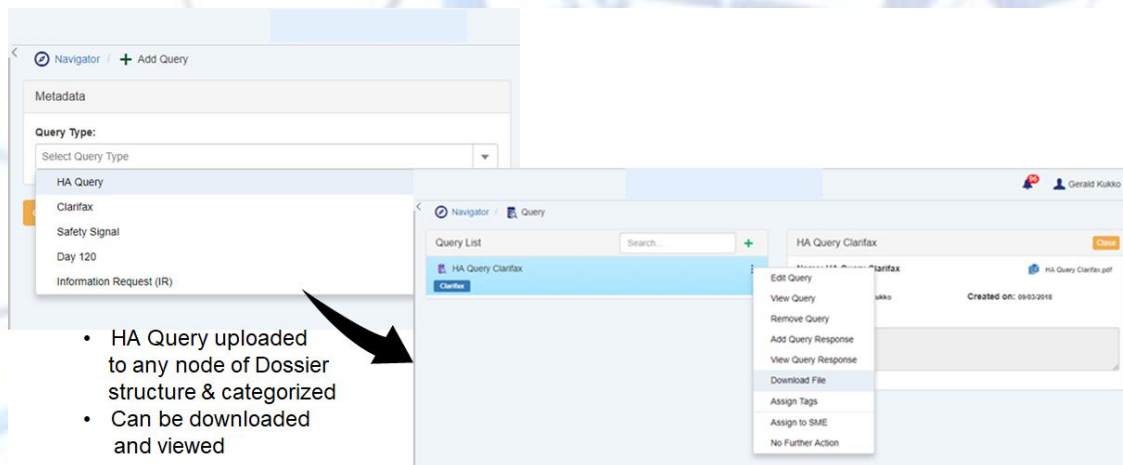 Navigator / + Add Query
Metadata
Query Type:
Select Query Type
HA Query
Clarifax
Safety Signal
Day 120
Information Request (IR)
• HA Query uploaded
to any node of Dossier
structure & categorized
• Can be downloaded
and viewed
96 Gerald Kukko
Navigator / Query
Query List
Search...
+
HA Query Clarifax
Clarifax
HA Query Clarifax
Close
HA Query Clarifax.pdf
Created on: 09/03/2018
Edit Query
View Query
Remove Query
Add Query Response
View Query Response
Download File
Assign Tags
Assign to SME
No Further Action